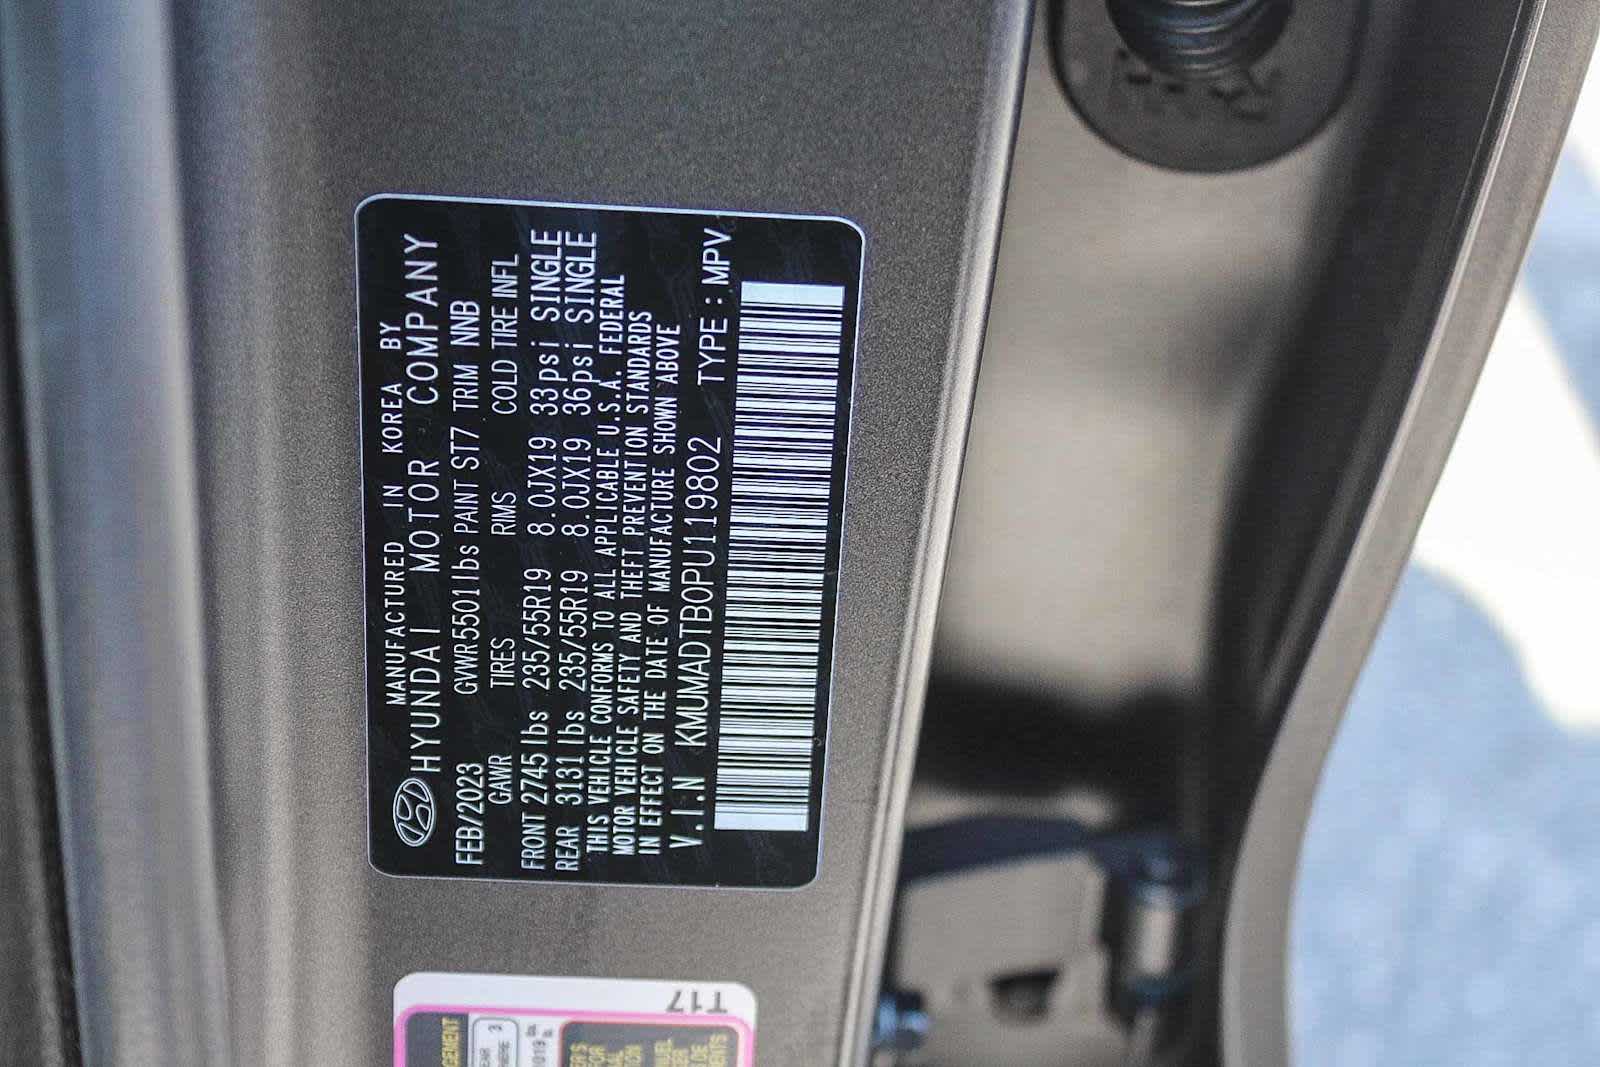 MANUFACTURED IN KOREA BY
HYUNDAI MOTOR COMPANY
FEB/2023 GVWR5501lbs PAINT ST7 TRIM NNB
GAWR TIRES RMS COLD TIRE INFL
FRONT 2745lbs 235/55R19 8.0JX19 33psi SINGLE
REAR 3131lbs 235/55R19 8.0JX19 36psi SINGLE
THIS VEHICLE CONFORMS TO ALL APPLICABLE U.S.A. FEDERAL
MOTOR VEHICLE SAFETY AND THEFT PREVENTION STANDARDS
IN EFFECT ON THE DATE OF MANUFACTURE SHOWN ABOVE
V.I.N KMUMADTB0PU119802 TYPE : MPV
T17